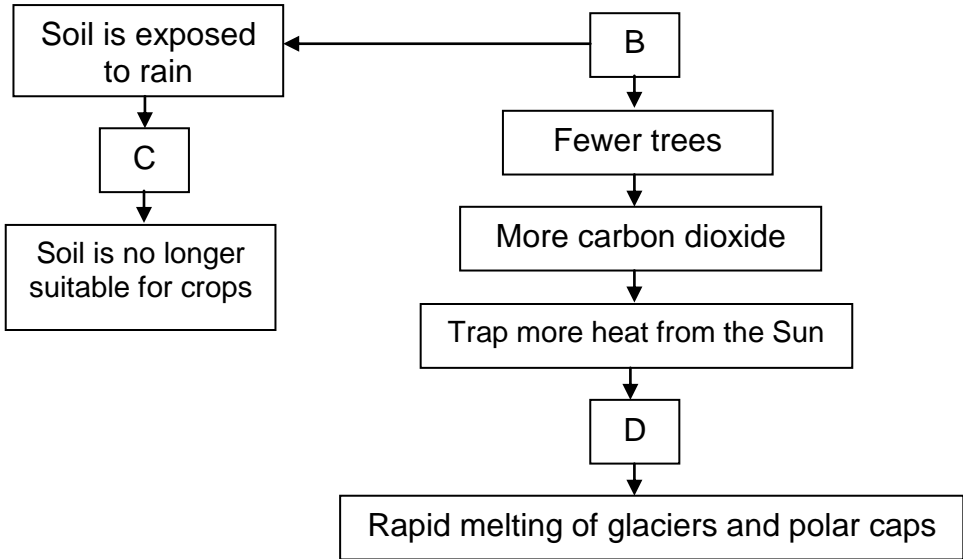 Soil is exposed
to rain
B
Fewer trees
C
More carbon dioxide
Soil is no longer
suitable for crops
Trap more heat from the Sun
D
Rapid melting of glaciers and polar caps